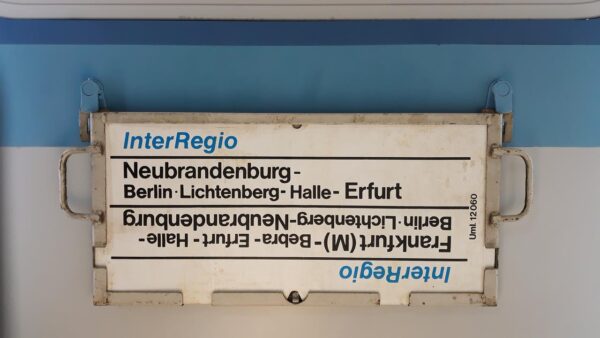 InterRegio
Neubrandenburg-
Berlin·Lichtenberg-Halle-Erfurt
Uml. 12 060
InterRegio
Frankfurt (M)-Bebra-Erfurt-Halle-
Berlin·Lichtenberg-Neubrandenburg